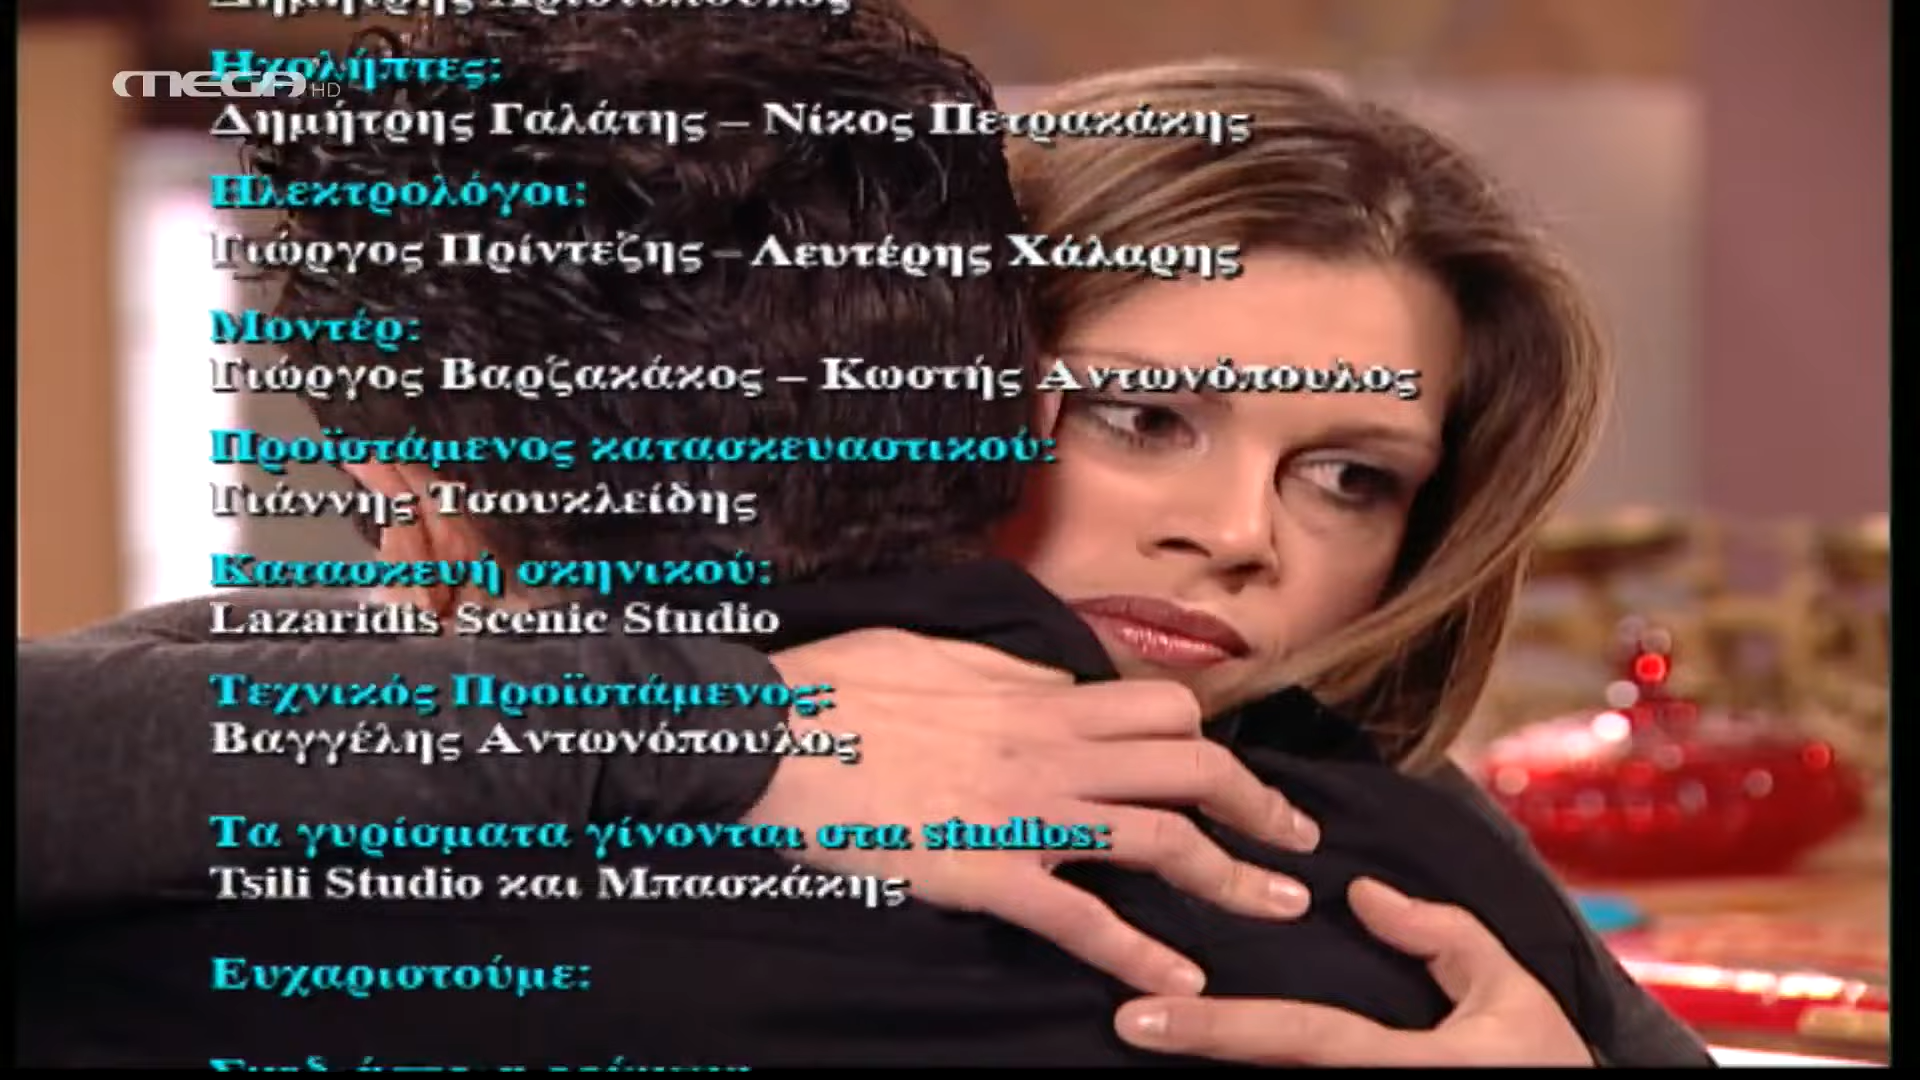 Δημήτρης Αριστόπουλος
Ηχολήπτες:
MEGA HD
Δημήτρης Γαλάτης – Νίκος Πετρακάκης
Ηλεκτρολόγοι:
Γιώργος Πρίντεζης – Λευτέρης Χάλαρης
Μοντέρ:
Γιώργος Βαρζακάκος – Κωστής Αντωνόπουλος
Προϊστάμενος κατασκευαστικού:
Γιάννης Τσουκλείδης
Κατασκευή σκηνικού:
Lazaridis Scenic Studio
Τεχνικός Προϊστάμενος:
Βαγγέλης Αντωνόπουλος
Τα γυρίσματα γίνονται στα studios:
Tsili Studio και Μπασκάκης
Ευχαριστούμε: